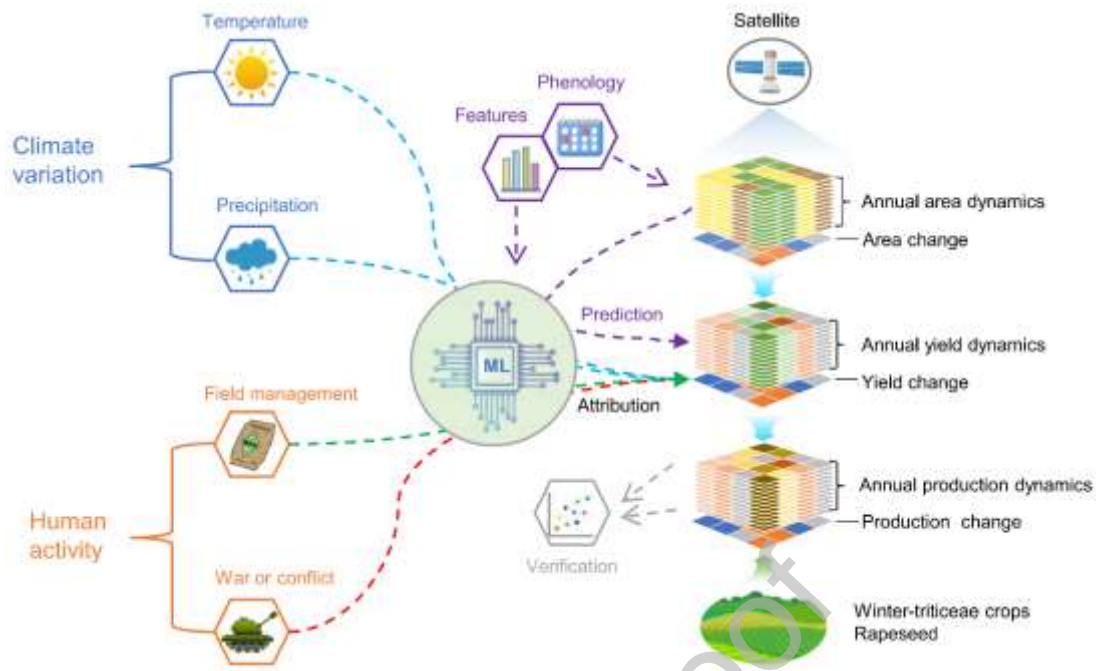 Temperature
Satellite
Phenology
Features
Climate
variation
Precipitation
Annual area dynamics
Area change
Prediction
ML
Annual yield dynamics
Yield change
Attribution
Field management
Annual production dynamics
Production change
Human
activity
Verification
War or conflict
Winter-triticeae crops
Rapeseed
oof